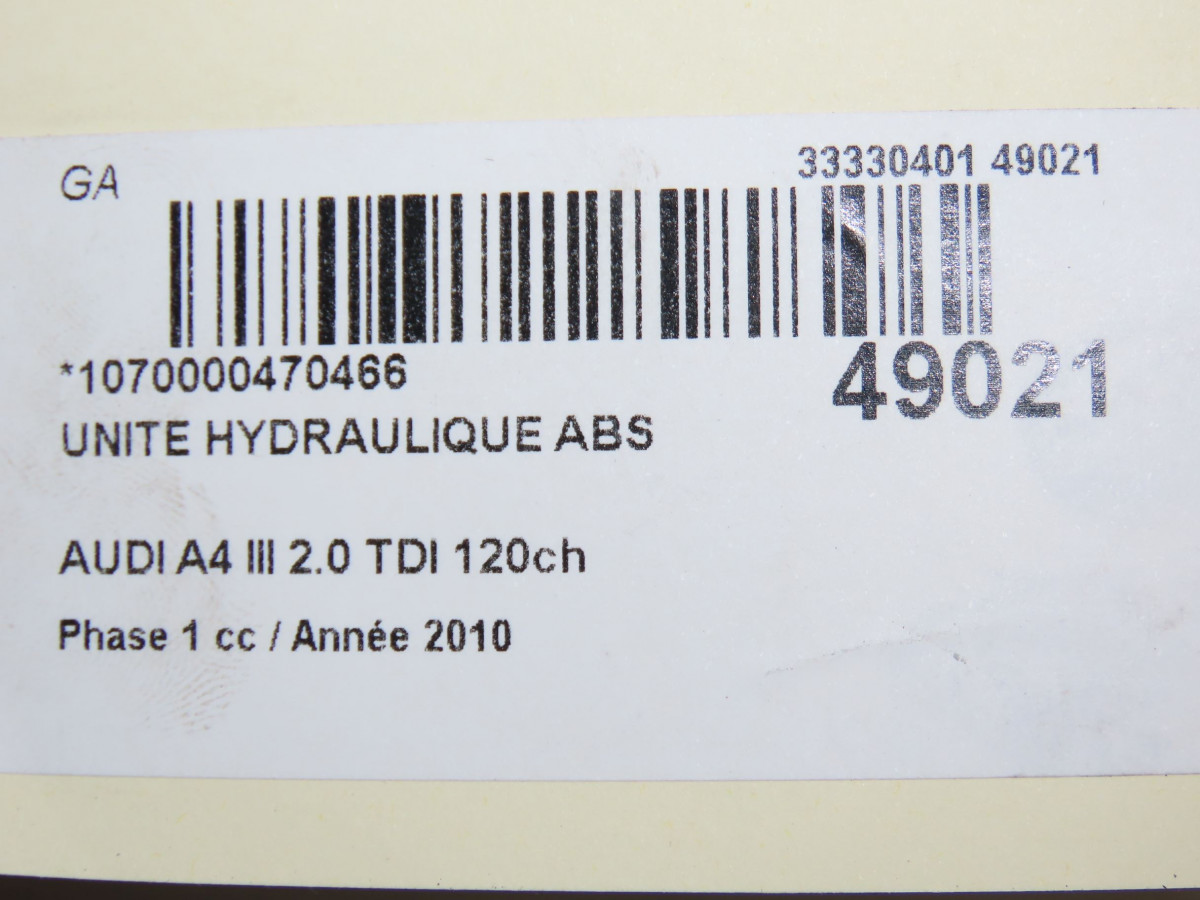 GA
33330401 49021
*1070000470466
49021
UNITE HYDRAULIQUE ABS
AUDI A4 III 2.0 TDI 120ch
Phase 1 cc / Année 2010